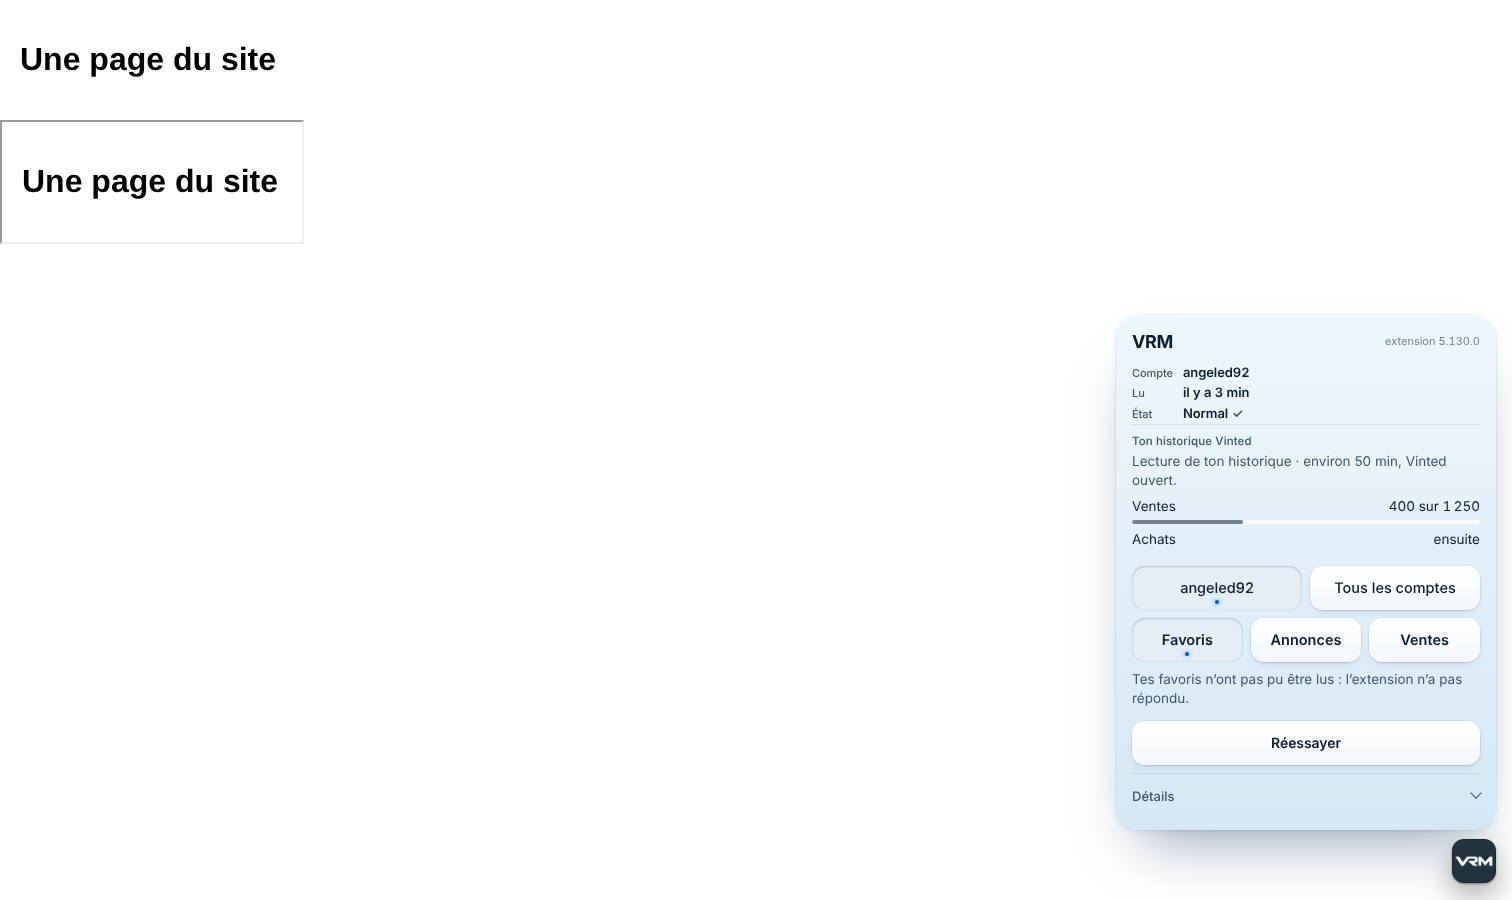 Une page du site
Une page du site
VRM
extension 5.130.0
Compte angeled92
Lu il y a 3 min
État Normal ✓
Ton historique Vinted
Lecture de ton historique · environ 50 min, Vinted
ouvert.
Ventes 400 sur 1 250
Achats ensuite
angeled92 Tous les comptes
Favoris Annonces Ventes
Tes favoris n’ont pas pu être lus : l’extension n’a pas
répondu.
Réessayer
Détails
VRM